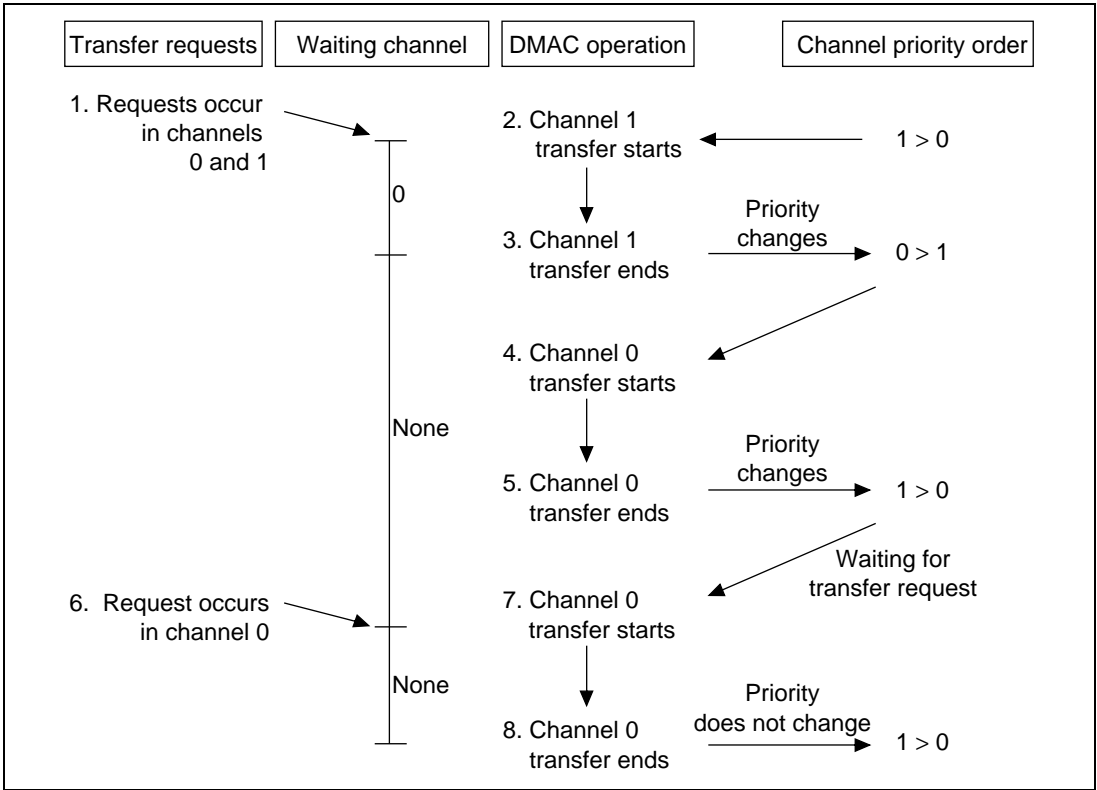 Transfer requests
Waiting channel
DMAC operation
Channel priority order
1. Requests occur
in channels
0 and 1
2. Channel 1
transfer starts
1 > 0
0
3. Channel 1
transfer ends
Priority
changes
0 > 1
4. Channel 0
transfer starts
None
5. Channel 0
transfer ends
Priority
changes
1 > 0
Waiting for
transfer request
6. Request occurs
in channel 0
7. Channel 0
transfer starts
None
8. Channel 0
transfer ends
Priority
does not change
1 > 0